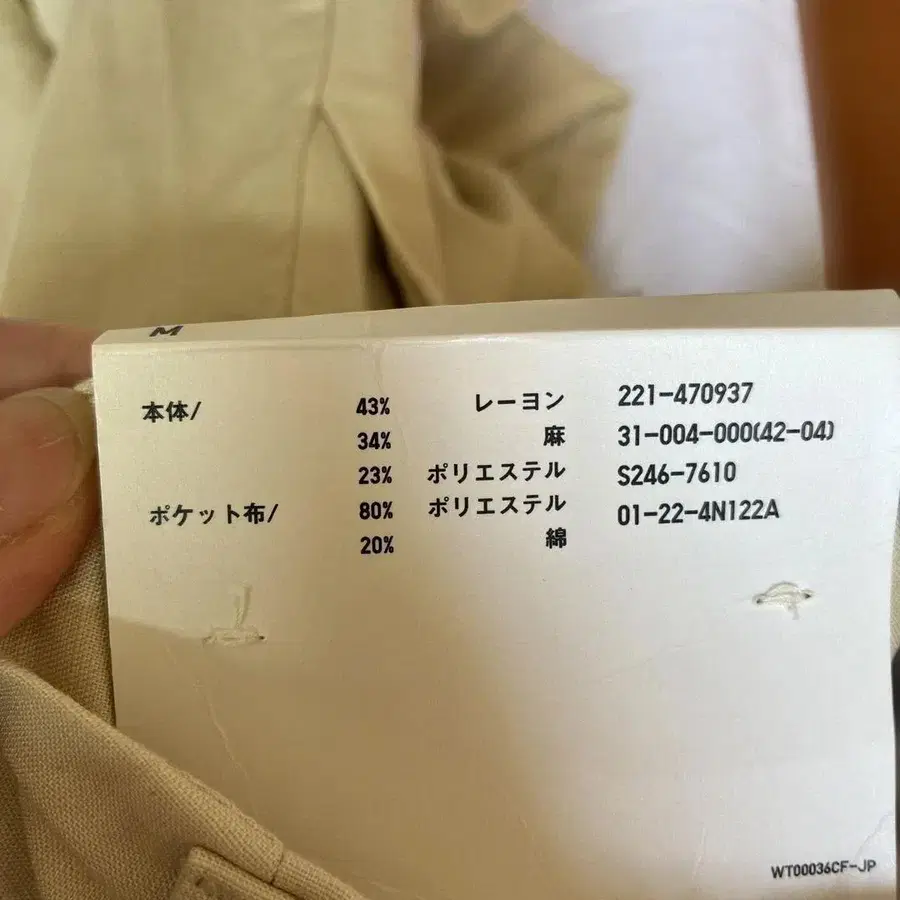 M
本体/ 43% レーヨン 221-470937
34% 麻 31-004-000(42-04)
23% ポリエステル S246-7610
ポケット布/ 80% ポリエステル 01-22-4N122A
20% 綿
WT00036CF-JP